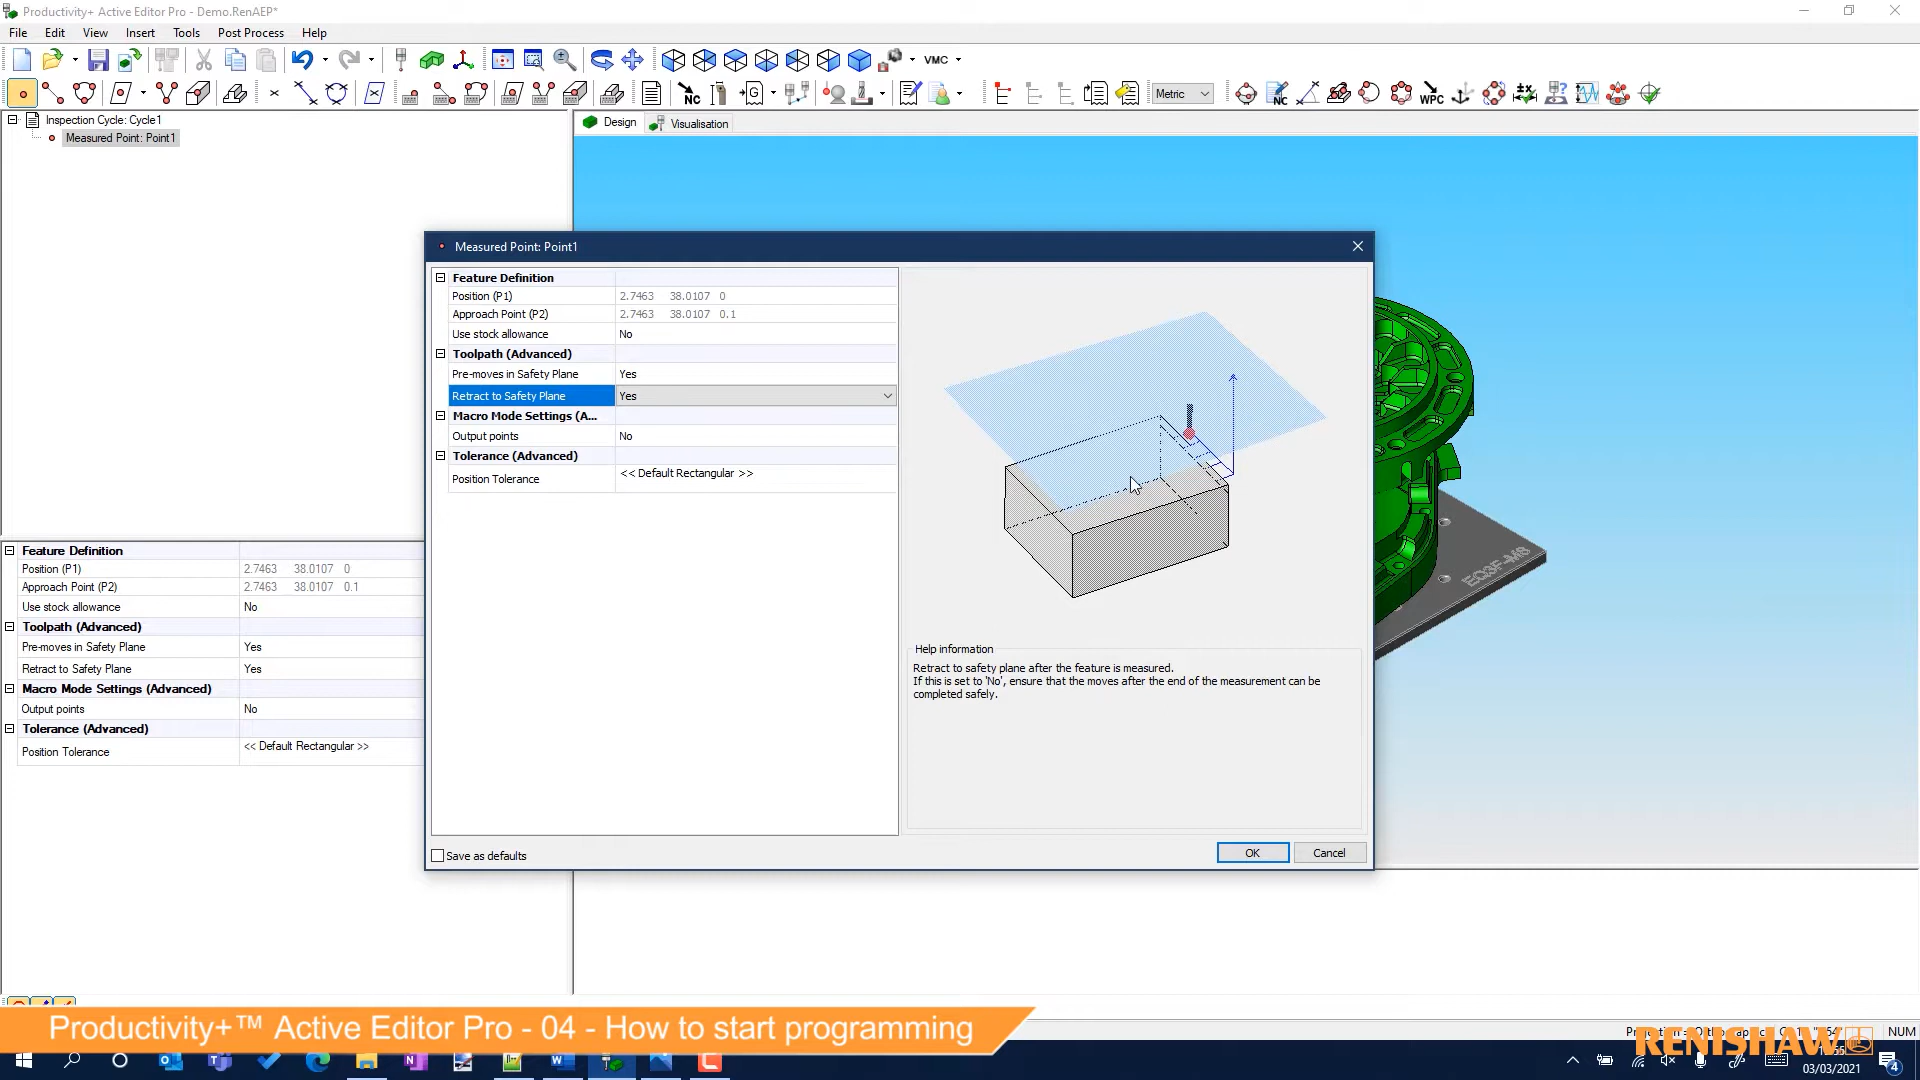 Productivity+ Active Editor Pro - Demo.RenAEP*
File Edit View Insert Tools Post Process Help
VMC
NC G Metric NC WPC
Inspection Cycle: Cycle1
Measured Point: Point1
Design Visualisation
Measured Point: Point1
Feature Definition
Position (P1) 2.7463 38.0107 0
Approach Point (P2) 2.7463 38.0107 0.1
Use stock allowance No
Toolpath (Advanced)
Pre-moves in Safety Plane Yes
Retract to Safety Plane Yes
Macro Mode Settings (A...
Output points No
Tolerance (Advanced)
Position Tolerance << Default Rectangular >>
Help information
Retract to safety plane after the feature is measured.
If this is set to 'No', ensure that the moves after the end of the measurement can be
completed safely.
Save as defaults
OK Cancel
EQ3F-M8
Feature Definition
Position (P1) 2.7463 38.0107 0
Approach Point (P2) 2.7463 38.0107 0.1
Use stock allowance No
Toolpath (Advanced)
Pre-moves in Safety Plane Yes
Retract to Safety Plane Yes
Macro Mode Settings (Advanced)
Output points No
Tolerance (Advanced)
Position Tolerance << Default Rectangular >>
Productivity+™ Active Editor Pro - 04 - How to start programming
NUM
RENISHAW
03/03/2021
4